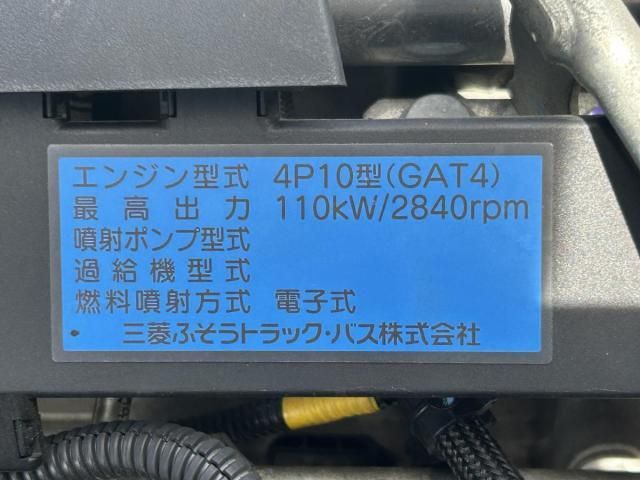 エンジン型式 4P10型(GAT4)
最高出力 110kW/2840rpm
噴射ポンプ型式
過給機型式
燃料噴射方式 電子式
三菱ふそうトラック・バス株式会社